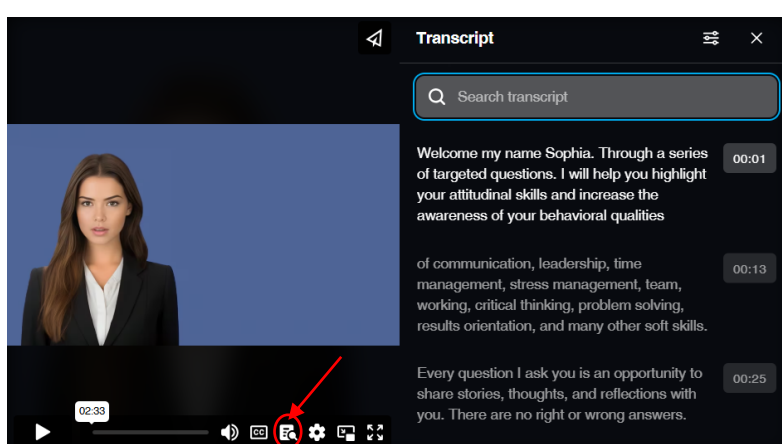 Transcript
Search transcript
Welcome my name Sophia. Through a series
of targeted questions. I will help you highlight
your attitudinal skills and increase the
awareness of your behavioral qualities
00:01
of communication, leadership, time
management, stress management, team,
working, critical thinking, problem solving,
results orientation, and many other soft skills.
00:13
Every question I ask you is an opportunity to
share stories, thoughts, and reflections with
you. There are no right or wrong answers.
00:25
02:33
CC